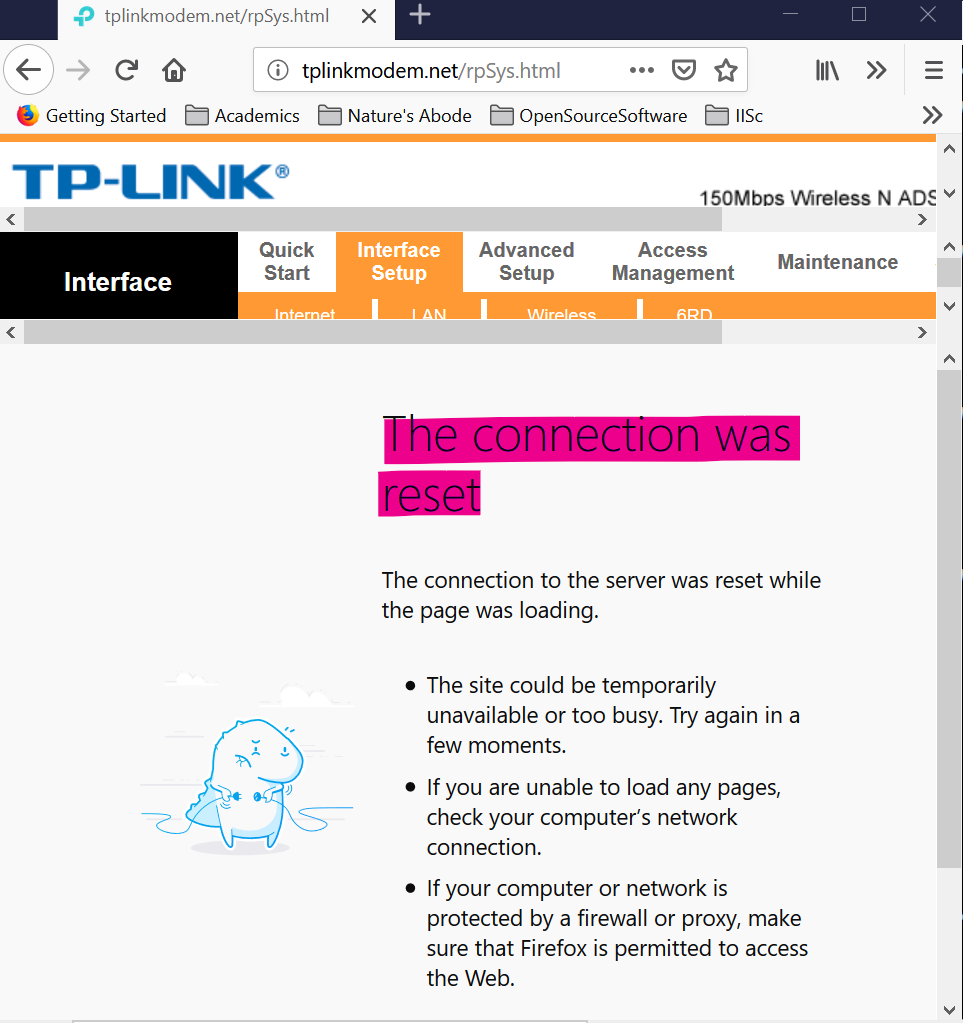 tplinkmodem.net/rpSys.html
tplinkmodem.net/rpSys.html
Getting Started Academics Nature's Abode OpenSourceSoftware IISc
TP-LINK®
150Mbps Wireless N ADS
Interface
Quick Start
Interface Setup
Advanced Setup
Access Management
Maintenance
Internet LAN Wireless 6RD
The connection was
reset
The connection to the server was reset while
the page was loading.
The site could be temporarily
unavailable or too busy. Try again in a
few moments.
If you are unable to load any pages,
check your computer’s network
connection.
If your computer or network is
protected by a firewall or proxy, make
sure that Firefox is permitted to access
the Web.